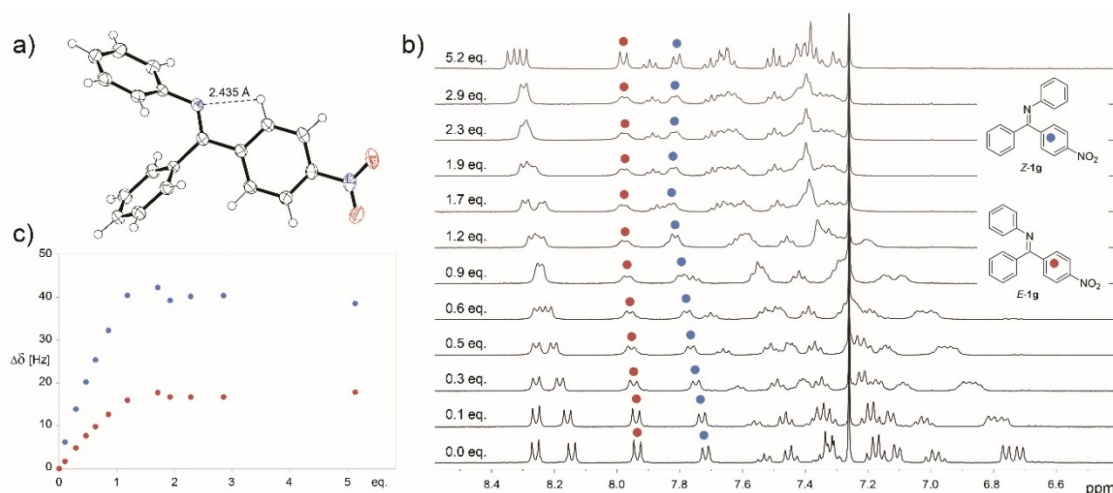 a)
2.435 Å
b)
5.2 eq.
2.9 eq.
2.3 eq.
1.9 eq.
1.7 eq.
1.2 eq.
0.9 eq.
0.6 eq.
0.5 eq.
0.3 eq.
0.1 eq.
0.0 eq.
N
NO2
Z-1g
N
NO2
E-1g
8.4 8.2 8.0 7.8 7.6 7.4 7.2 7.0 6.8 6.6 ppm
c)
50
40
30
Δδ [Hz]
20
10
0
0 1 2 3 4 5 eq.